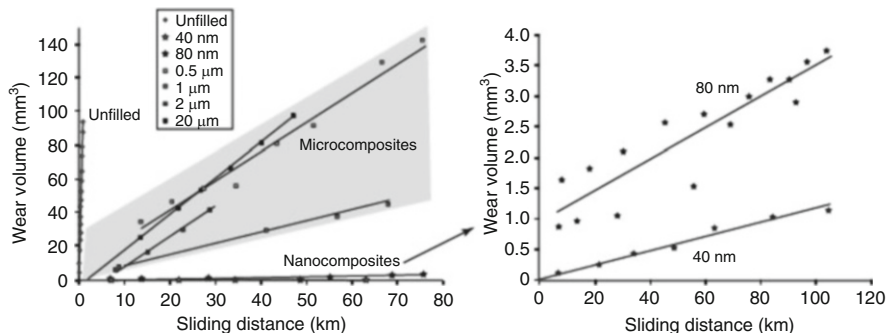 Wear volume (mm³)
140
120
100
80
60
40
20
0
0 10 20 30 40 50 60 70 80
Sliding distance (km)
Unfilled
40 nm
80 nm
0.5 μm
1 μm
2 μm
20 μm
Unfilled
Microcomposites
Nanocomposites
Wear volume (mm³)
4.0
3.5
3.0
2.5
2.0
1.5
1.0
0.5
0
0 20 40 60 80 100 120
Sliding distance (km)
80 nm
40 nm